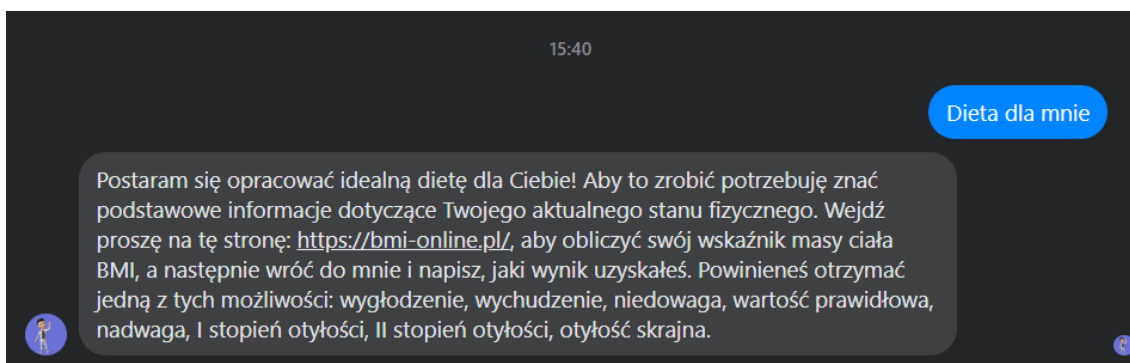 15:40
Dieta dla mnie
Postaram się opracować idealną dietę dla Ciebie! Aby to zrobić potrzebuję znać
podstawowe informacje dotyczące Twojego aktualnego stanu fizycznego. Wejdź
proszę na tę stronę: https://bmi-online.pl/, aby obliczyć swój wskaźnik masy ciała
BMI, a następnie wróć do mnie i napisz, jaki wynik uzyskałeś. Powinieneś otrzymać
jedną z tych możliwości: wygłodzenie, wychudzenie, niedowaga, wartość prawidłowa,
nadwaga, I stopień otyłości, II stopień otyłości, otyłość skrajna.